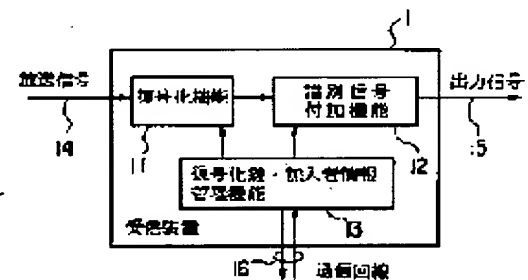 1
放送信号
復号化機能
識別信号
付加機能
出力信号
14
11
12
15
復号化鍵・加入者情報
管理機能
13
受信装置
16
通信回線